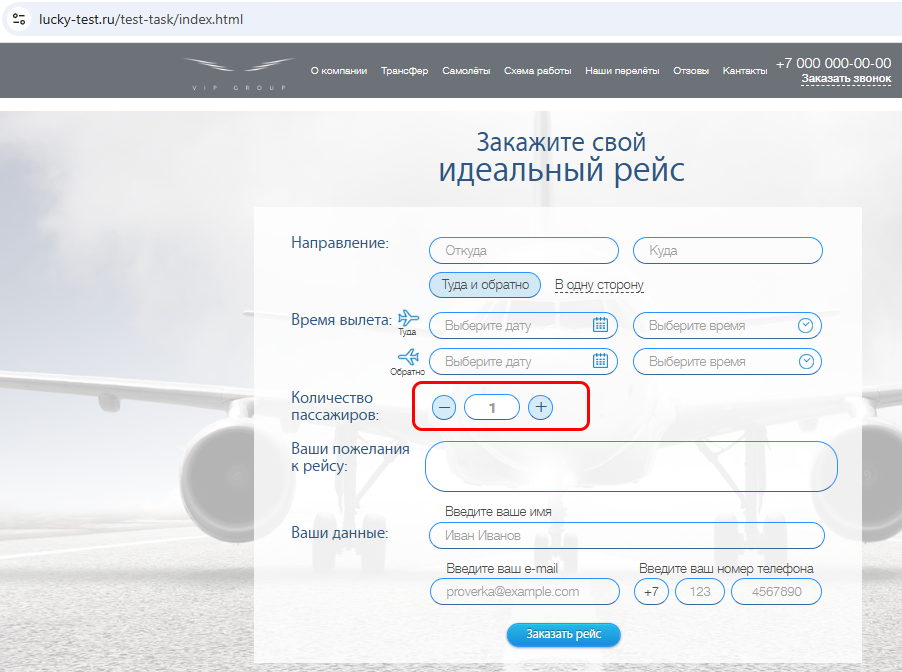 lucky-test.ru/test-task/index.html
VIP GROUP
О компании Трансфер Самолёты Схема работы Наши перелёты Отзывы Кантакты
+7 000 000-00-00
Заказать звонок
Закажите свой
идеальный рейс
Направление: Откуда Куда
Туда и обратно В одну сторону
Время вылета: Туда Выберите дату Выберите время
Обратно Выберите дату Выберите время
Количество
пассажиров: − 1 +
Ваши пожелания
к рейсу:
Введите ваше имя
Ваши данные: Иван Иванов
Введите ваш e-mail Введите ваш номер телефона
proverka@example.com +7 123 4567890
Заказать рейс